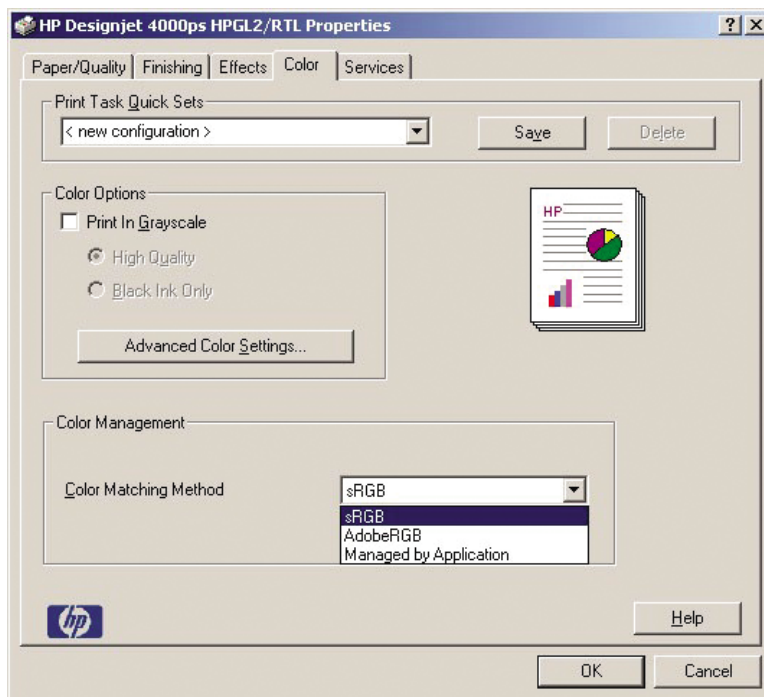 HP Designjet 4000ps HPGL2/RTL Properties
Paper/Quality Finishing Effects Color Services
Print Task Quick Sets
< new configuration > Save Delete
Color Options
Print In Grayscale
High Quality
Black Ink Only
Advanced Color Settings...
HP
Color Management
Color Matching Method sRGB
sRGB
AdobeRGB
Managed by Application
hp
Help
OK Cancel